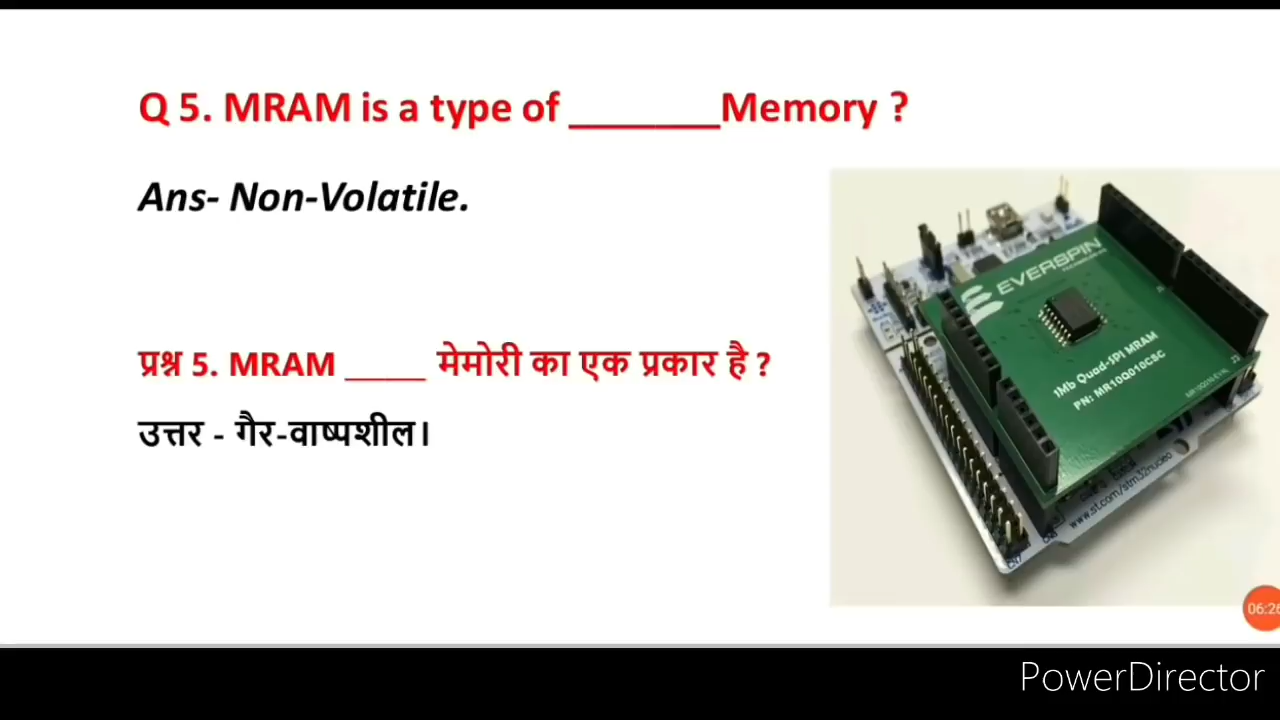 Q 5. MRAM is a type of _______Memory ?
Ans- Non-Volatile.
प्रश्न 5. MRAM _____ मेमोरी का एक प्रकार है ?
उत्तर - गैर-वाष्पशील।
EVERSPIN
1Mb Quad-SPI MRAM
PN: MR10Q010CSC
www.st.com/stm32nucleo
06:26
PowerDirector